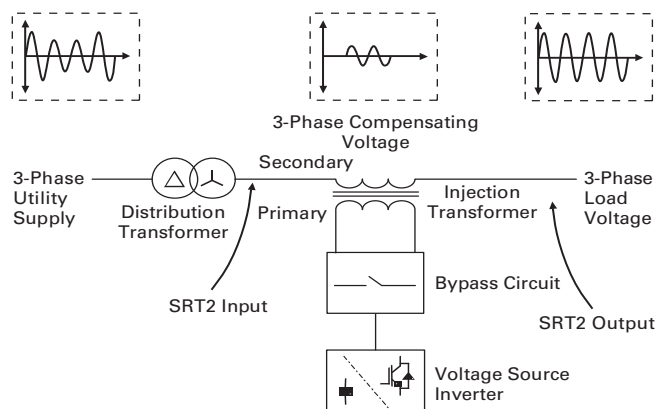 3-Phase Compensating
Voltage
3-Phase
Utility
Supply
Distribution
Transformer
Secondary
Primary
Injection
Transformer
3-Phase
Load
Voltage
SRT2 Input
Bypass Circuit
SRT2 Output
Voltage Source
Inverter